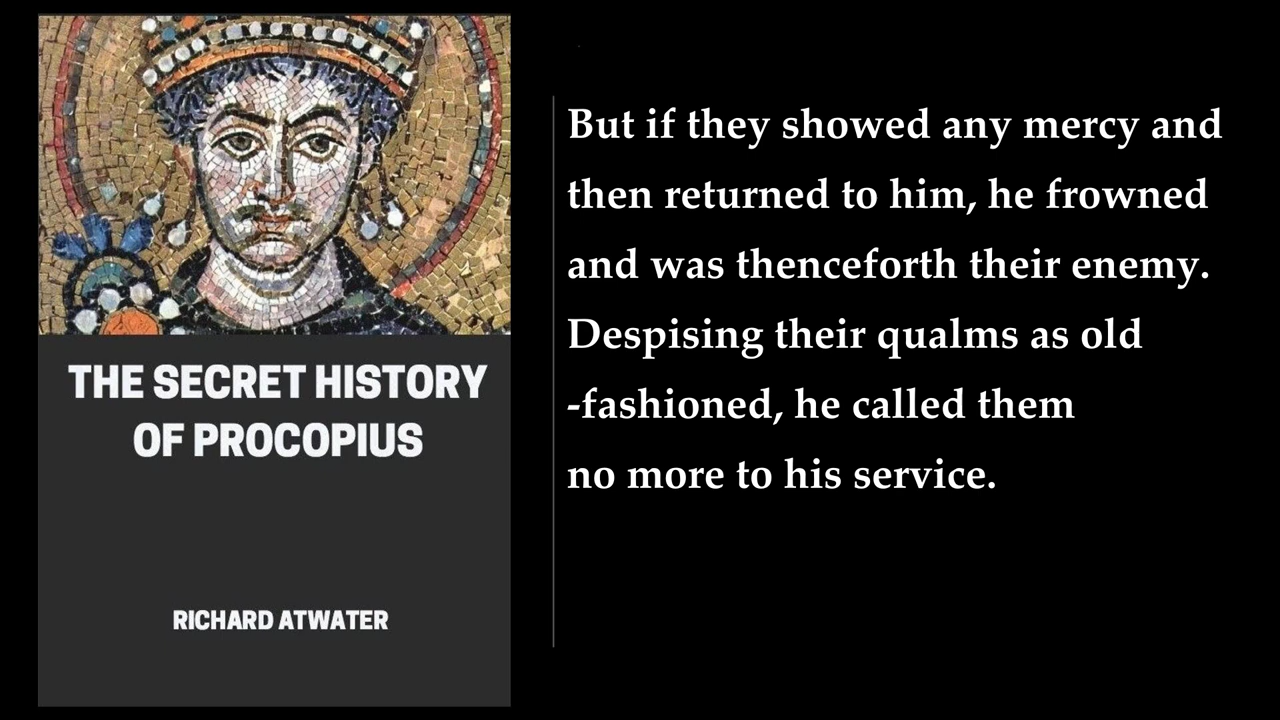 THE SECRET HISTORY
OF PROCOPIUS
RICHARD ATWATER
But if they showed any mercy and
then returned to him, he frowned
and was thenceforth their enemy.
Despising their qualms as old
-fashioned, he called them
no more to his service.